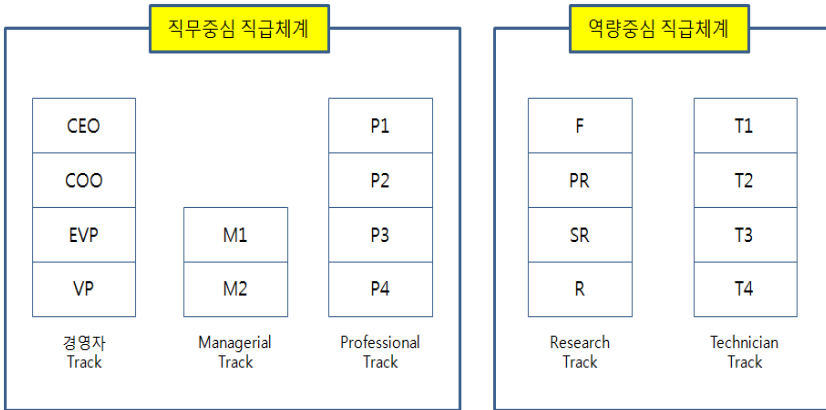 직무중심 직급체계
역량중심 직급체계
CEO
COO
EVP
VP
경영자
Track
M1
M2
Managerial
Track
P1
P2
P3
P4
Professional
Track
F
PR
SR
R
Research
Track
T1
T2
T3
T4
Technician
Track